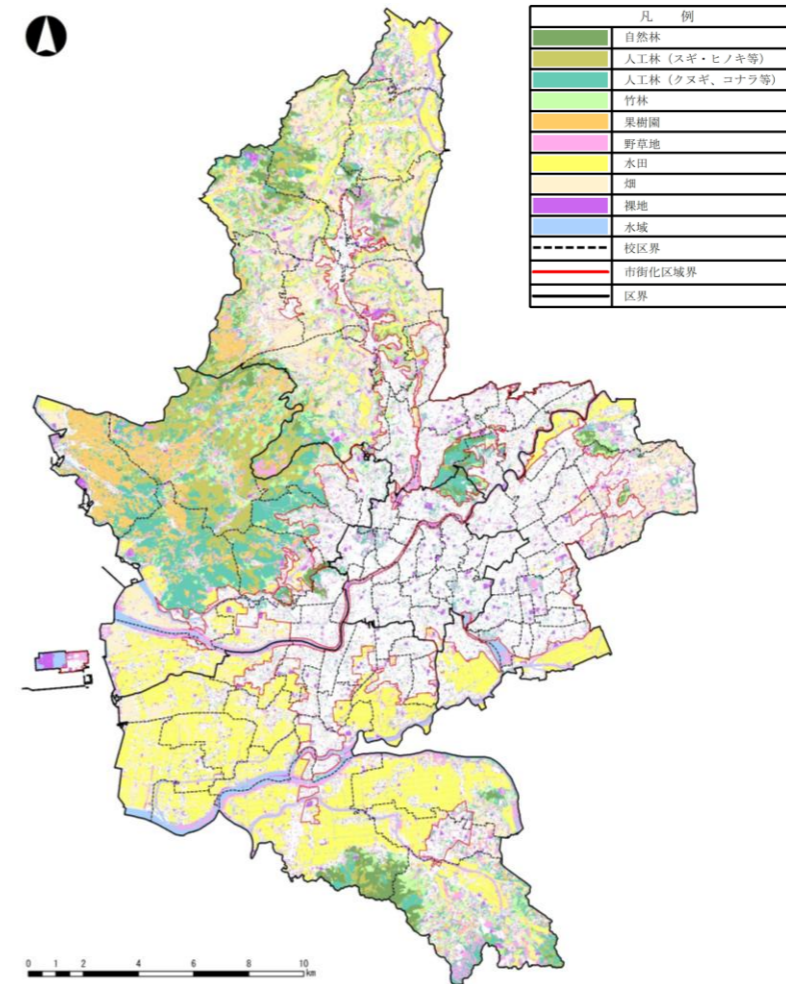 凡 例
自然林
人工林（スギ・ヒノキ等）
人工林（クヌギ、コナラ等）
竹林
果樹園
野草地
水田
畑
裸地
水域
校区界
市街化区域界
区界
0 1 2 4 6 8 10
km